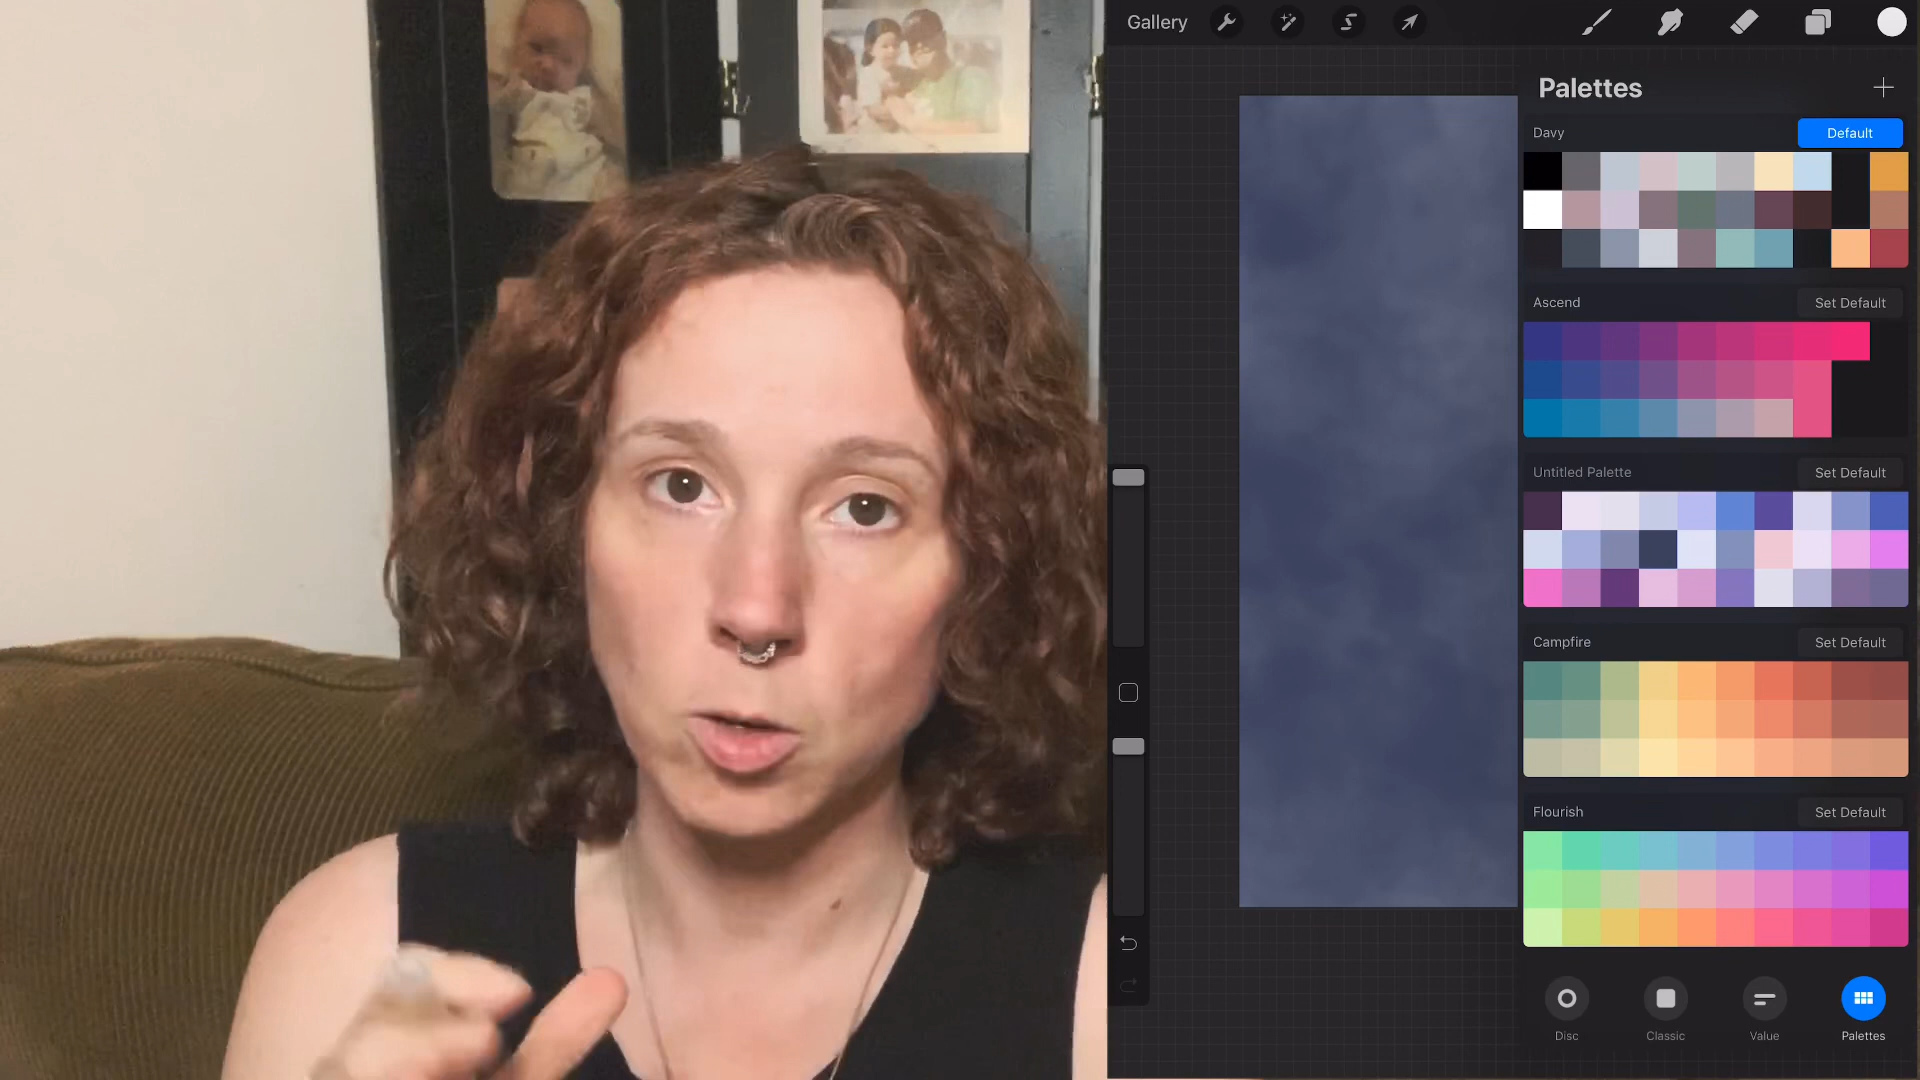 Gallery
Palettes
Davy
Default
Ascend
Set Default
Untitled Palette
Set Default
Campfire
Set Default
Flourish
Set Default
Disc
Classic
Value
Palettes